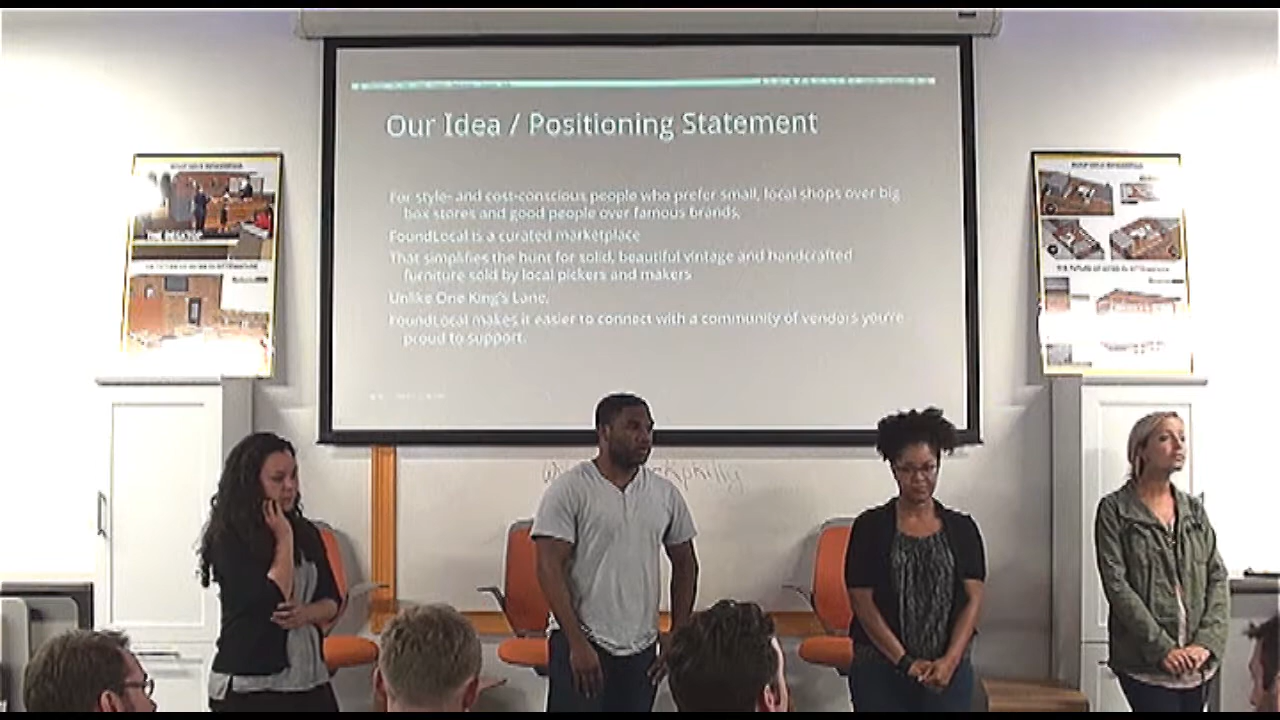 Our Idea / Positioning Statement
For style- and cost-conscious people who prefer small, local shops over big
box stores and good people over famous brands,
FoundLocal is a curated marketplace
That simplifies the hunt for solid, beautiful vintage and handcrafted
furniture sold by local pickers and makers
Unlike One King's Lane,
FoundLocal makes it easier to connect with a community of vendors you're
proud to support.